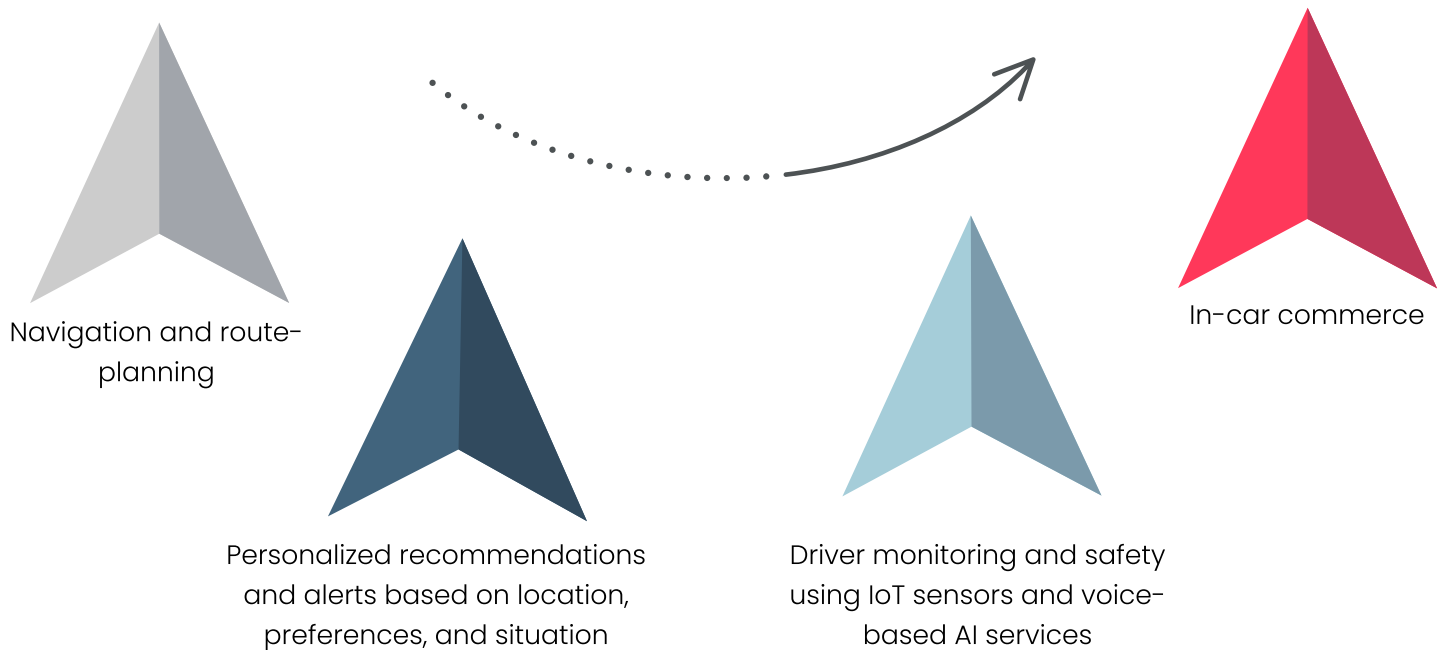 Navigation and route-
planning
Personalized recommendations
and alerts based on location,
preferences, and situation
Driver monitoring and safety
using IoT sensors and voice-
based AI services
In-car commerce